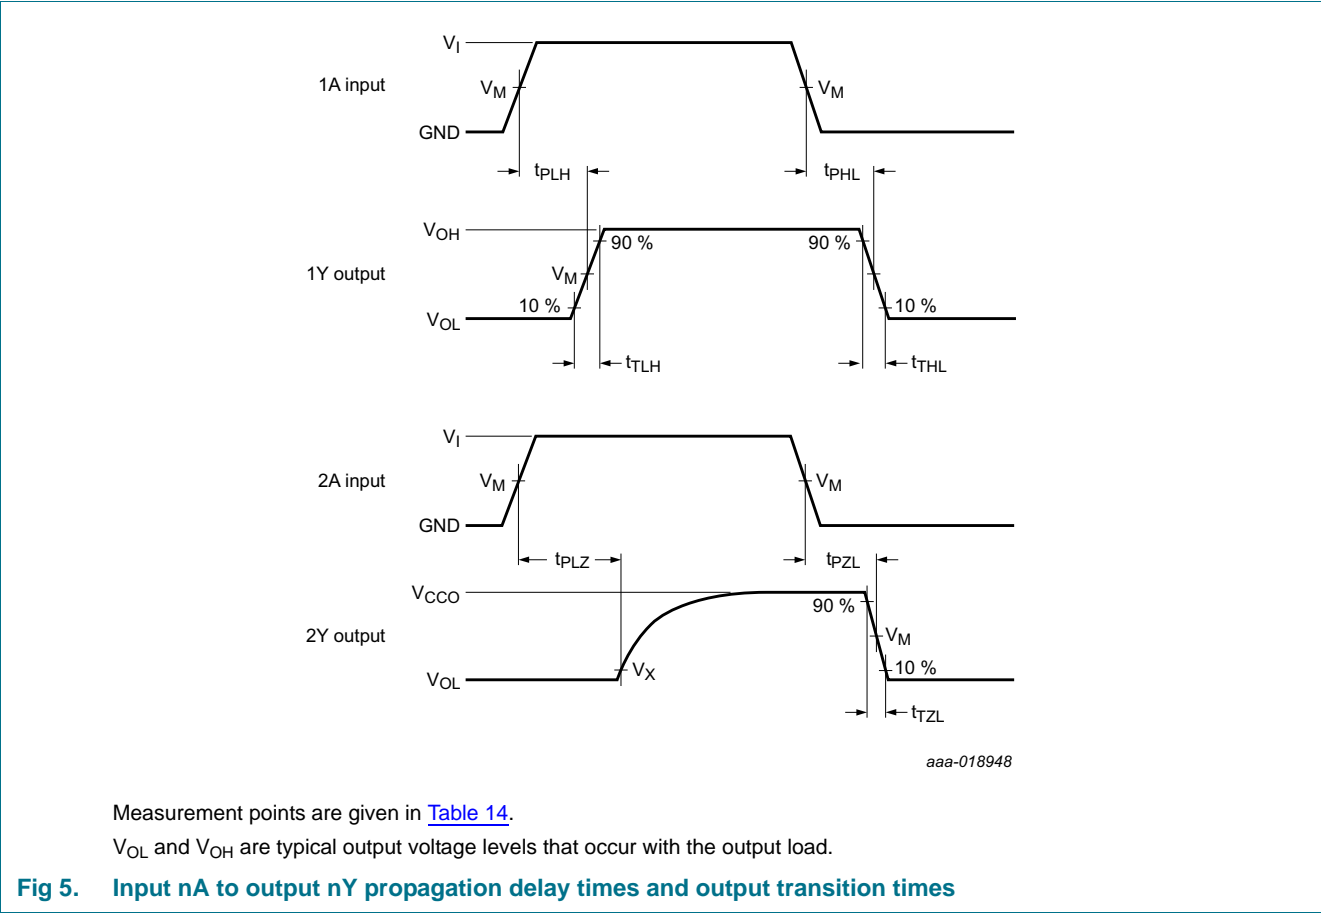 VI
1A input
VM
VM
GND
tPLH
tPHL
VOH
90 %
90 %
1Y output
VM
10 %
10 %
VOL
tTLH
tTHL
VI
2A input
VM
VM
GND
tPLZ
tPZL
VCCO
90 %
2Y output
VM
VX
10 %
VOL
tTZL
aaa-018948
Measurement points are given in Table 14.
VOL and VOH are typical output voltage levels that occur with the output load.
Fig 5. Input nA to output nY propagation delay times and output transition times